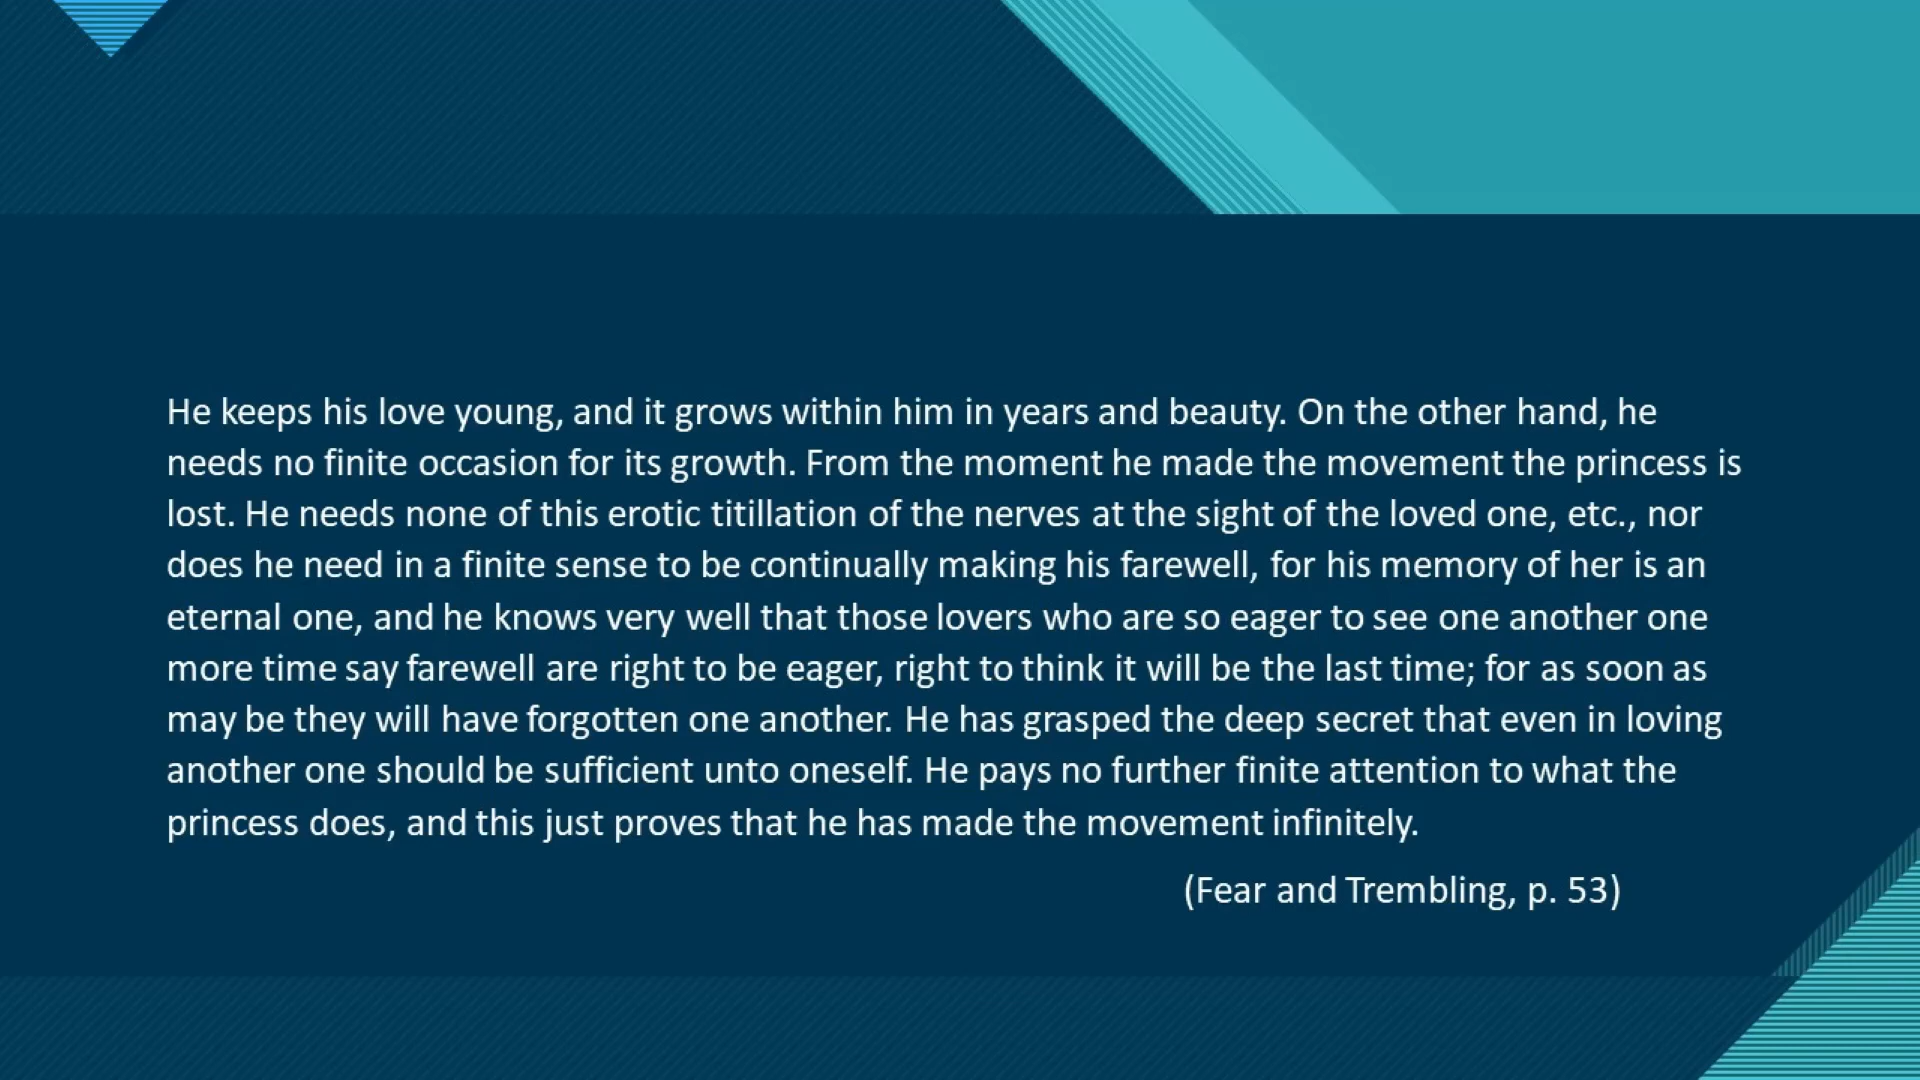 He keeps his love young, and it grows within him in years and beauty. On the other hand, he
needs no finite occasion for its growth. From the moment he made the movement the princess is
lost. He needs none of this erotic titillation of the nerves at the sight of the loved one, etc., nor
does he need in a finite sense to be continually making his farewell, for his memory of her is an
eternal one, and he knows very well that those lovers who are so eager to see one another one
more time say farewell are right to be eager, right to think it will be the last time; for as soon as
may be they will have forgotten one another. He has grasped the deep secret that even in loving
another one should be sufficient unto oneself. He pays no further finite attention to what the
princess does, and this just proves that he has made the movement infinitely.
(Fear and Trembling, p. 53)